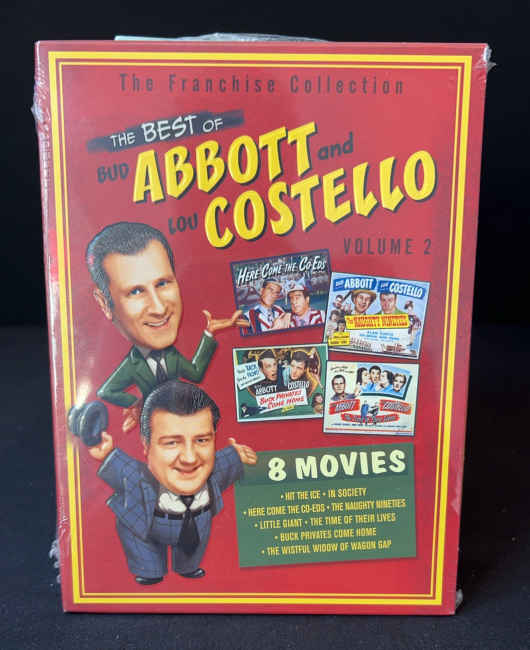 The Franchise Collection
THE BEST OF
BUD ABBOTT and
LOU COSTELLO
VOLUME 2
HERE COME THE CO-EDS
BUD ABBOTT LOU COSTELLO
The NAUGHTY NINETIES
ABBOTT COSTELLO
BUCK PRIVATES
COME HOME
ABBOTT COSTELLO
8 MOVIES
• HIT THE ICE • IN SOCIETY
• HERE COME THE CO-EDS • THE NAUGHTY NINETIES
• LITTLE GIANT • THE TIME OF THEIR LIVES
• BUCK PRIVATES COME HOME
• THE WISTFUL WIDOW OF WAGON GAP